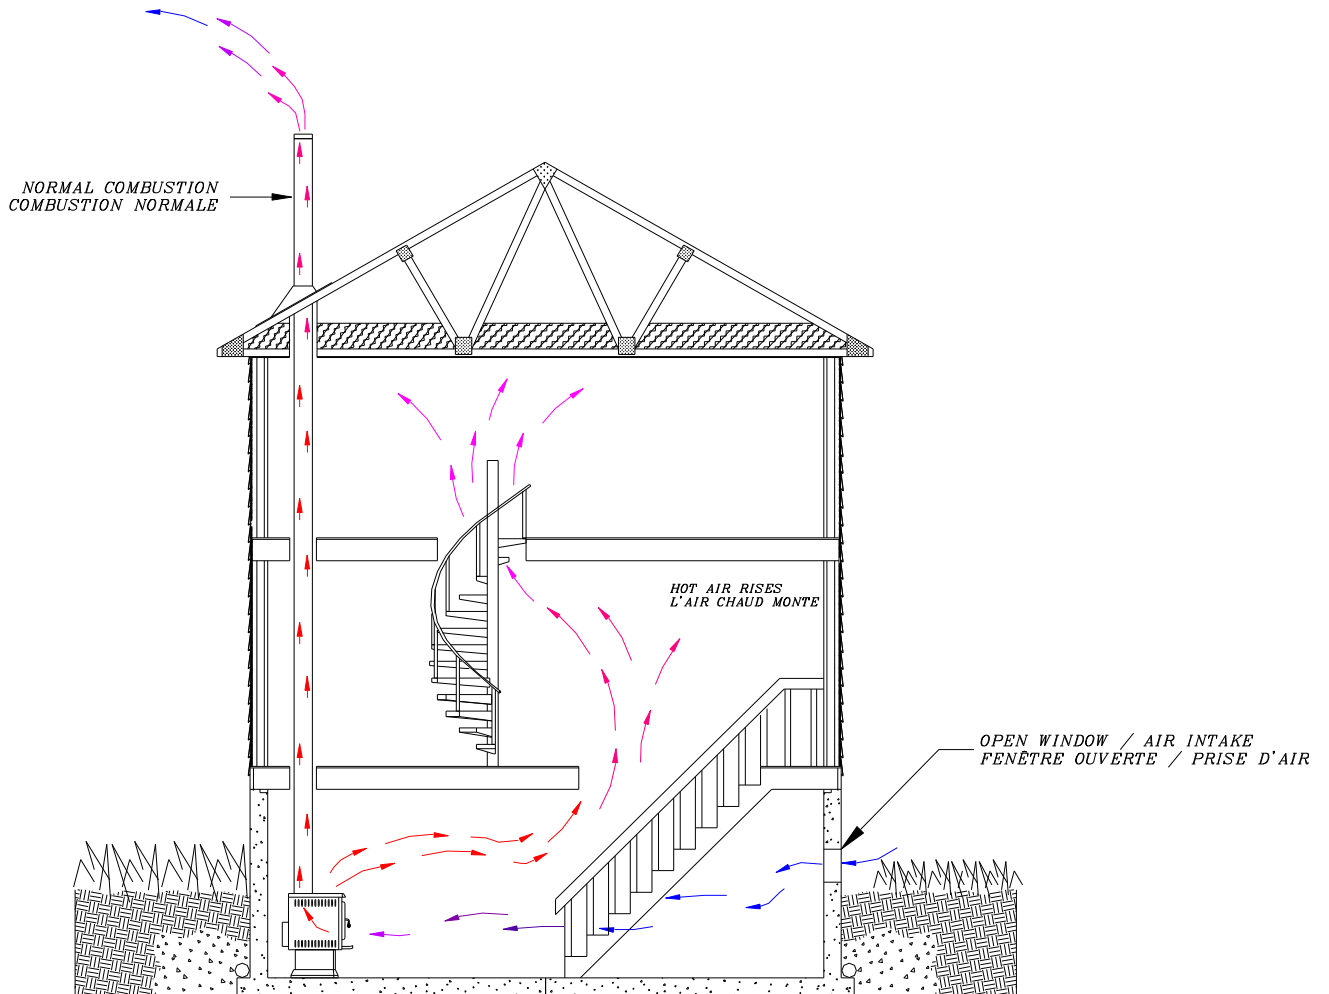 NORMAL COMBUSTION
COMBUSTION NORMALE
HOT AIR RISES
L'AIR CHAUD MONTE
OPEN WINDOW / AIR INTAKE
FENÊTRE OUVERTE / PRISE D'AIR